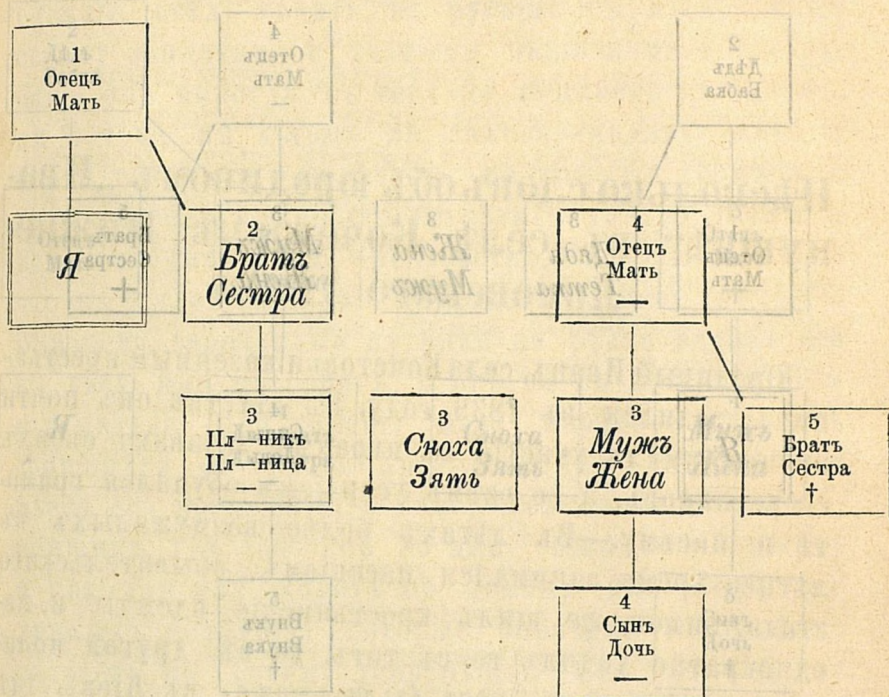 1
Отецъ
Мать
Я
2
Братъ
Сестра
4
Отецъ
Мать
—
3
Пл—никъ
Пл—ница
—
3
Сноха
Зять
3
Мужъ
Жена
—
5
Братъ
Сестра
†
4
Сынъ
Дочь
—